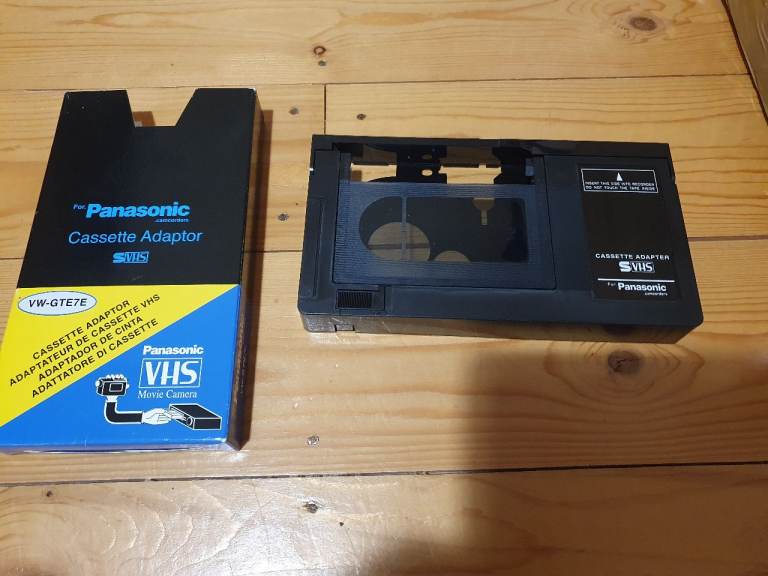 For Panasonic
camcorders
Cassette Adaptor
S VHS
VW-GTE7E
CASSETTE ADAPTOR
ADAPTATEUR DE CASSETTE VHS
ADAPTADOR DE CINTA
ADATTATORE DI CASSETTE
Panasonic
VHS
Movie Camera
INSERT THIS SIDE INTO RECORDER
DO NOT TOUCH THE TAPE INSIDE
CASSETTE ADAPTER
S VHS
For Panasonic
camcorders